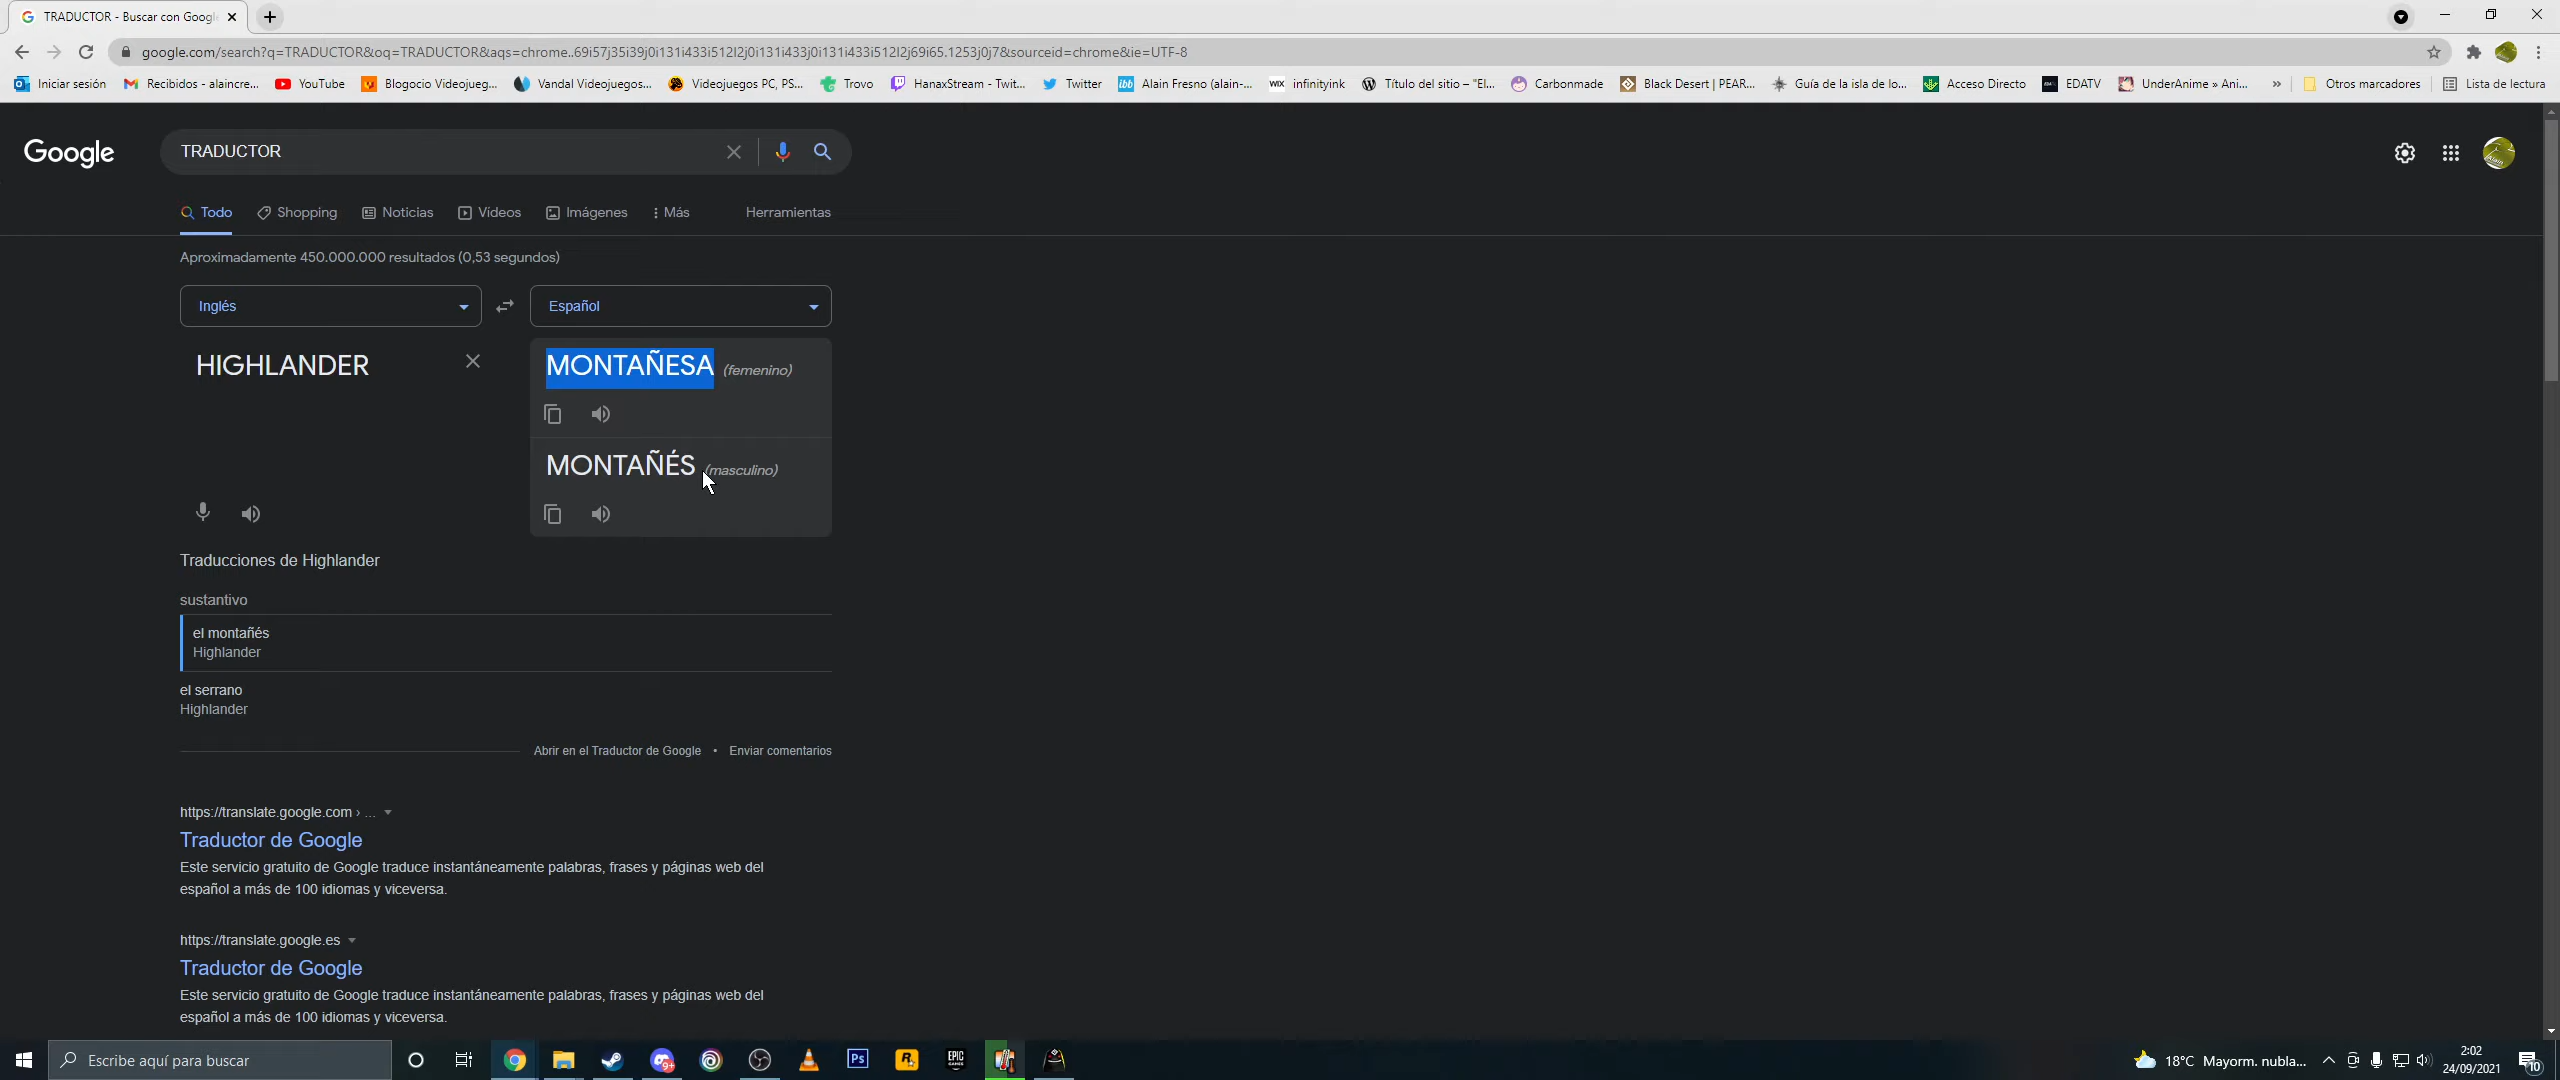 TRADUCTOR - Buscar con Googl
google.com/search?q=TRADUCTOR&oq=TRADUCTOR&aqs=chrome..69i57j35i39j0i131i433i512l2j0i131i433j0i131i433i512l2j69i65.1253j0j7&sourceid=chrome&ie=UTF-8
Iniciar sesión Recibidos - alaincre... YouTube Blogocio Videojueg... Vandal Videojuegos... Videojuegos PC, PS... Trovo HanaxStream - Twit... Twitter Alain Fresno (alain-... infinityink Título del sitio – "El... Carbonmade Black Desert | PEAR... Guía de la isla de lo... Acceso Directo EDATV UnderAnime » Ani... » Otros marcadores Lista de lectura
Google TRADUCTOR
Todo Shopping Noticias Vídeos Imágenes Más Herramientas
Aproximadamente 450.000.000 resultados (0,53 segundos)
Inglés Español
HIGHLANDER MONTAÑESA (femenino)
MONTAÑÉS (masculino)
Traducciones de Highlander
sustantivo
el montañés
Highlander
el serrano
Highlander
Abrir en el Traductor de Google • Enviar comentarios
https://translate.google.com › ...
Traductor de Google
Este servicio gratuito de Google traduce instantáneamente palabras, frases y páginas web del
español a más de 100 idiomas y viceversa.
https://translate.google.es
Traductor de Google
Este servicio gratuito de Google traduce instantáneamente palabras, frases y páginas web del
español a más de 100 idiomas y viceversa.
Escribe aquí para buscar 9+ Ps R EPIC GAMES 18°C Mayorm. nubla... 2:02
24/09/2021 10